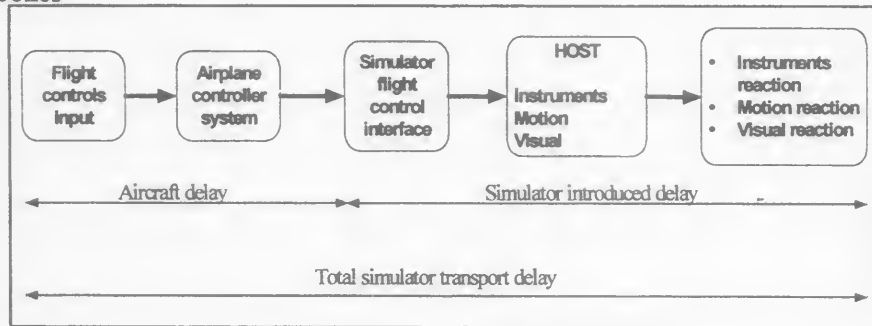 Flight
controls
input
Airplane
controller
system
Simulator
flight
control
interface
HOST
Instruments
Motion
Visual
• Instruments
reaction
• Motion reaction
• Visual reaction
Aircraft delay
Simulator introduced delay
Total simulator transport delay